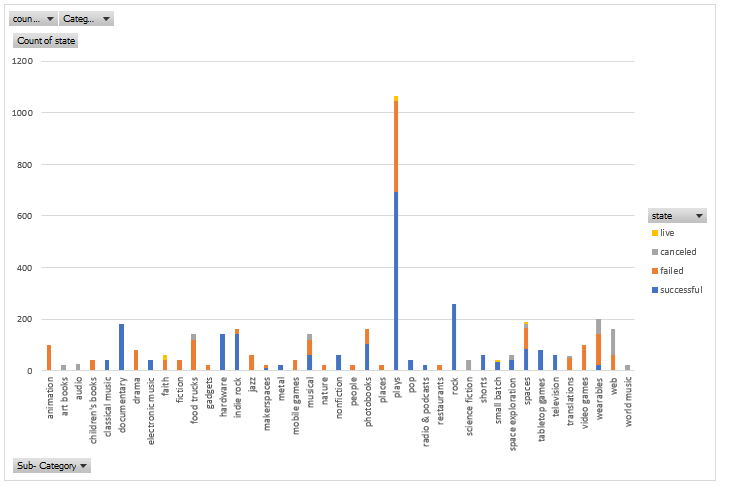 coun... Categ...
Count of state
1200
1000
800
600
400
200
0
animation
art books
audio
children's books
classical music
documentary
drama
electronic music
faith
fiction
food trucks
gadgets
hardware
indie rock
jazz
makerspaces
metal
mobile games
musical
nature
nonfiction
people
photobooks
places
plays
pop
radio & podcasts
restaurants
rock
science fiction
shorts
small batch
space exploration
spaces
tabletop games
television
translations
video games
wearables
web
world music
state
live
canceled
failed
successful
Sub- Category